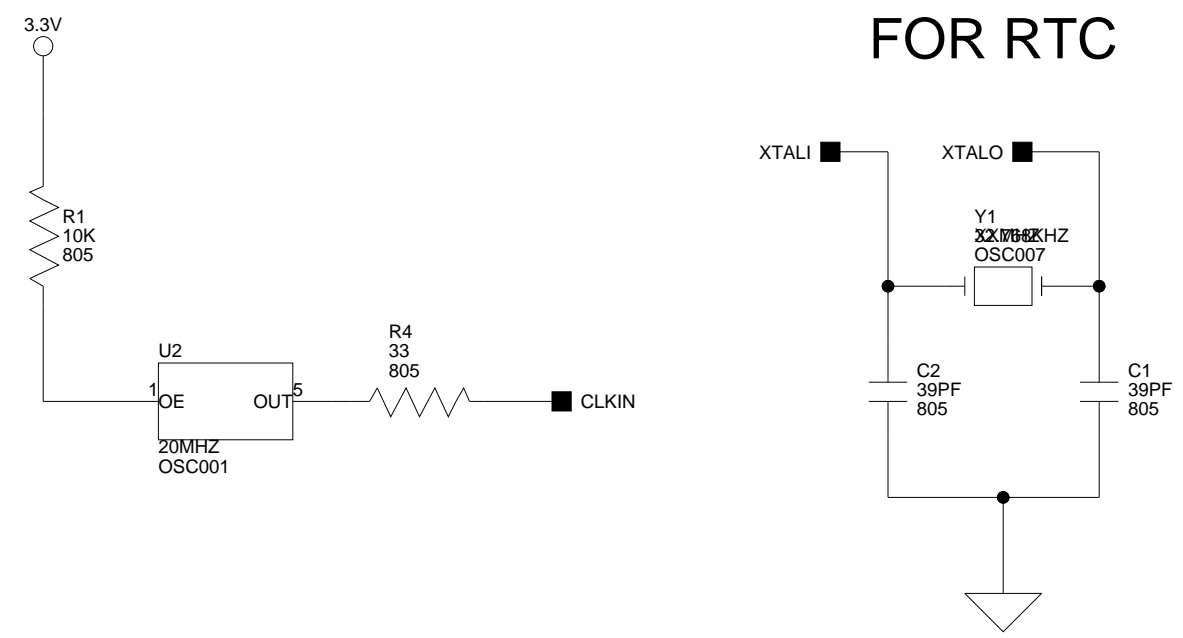 3.3V
FOR RTC
R1
10K
805
XTALI
XTALO
Y1
OSC007
U2
1
OE
OUT
5
20MHZ
OSC001
R4
33
805
CLKIN
C2
39PF
805
C1
39PF
805